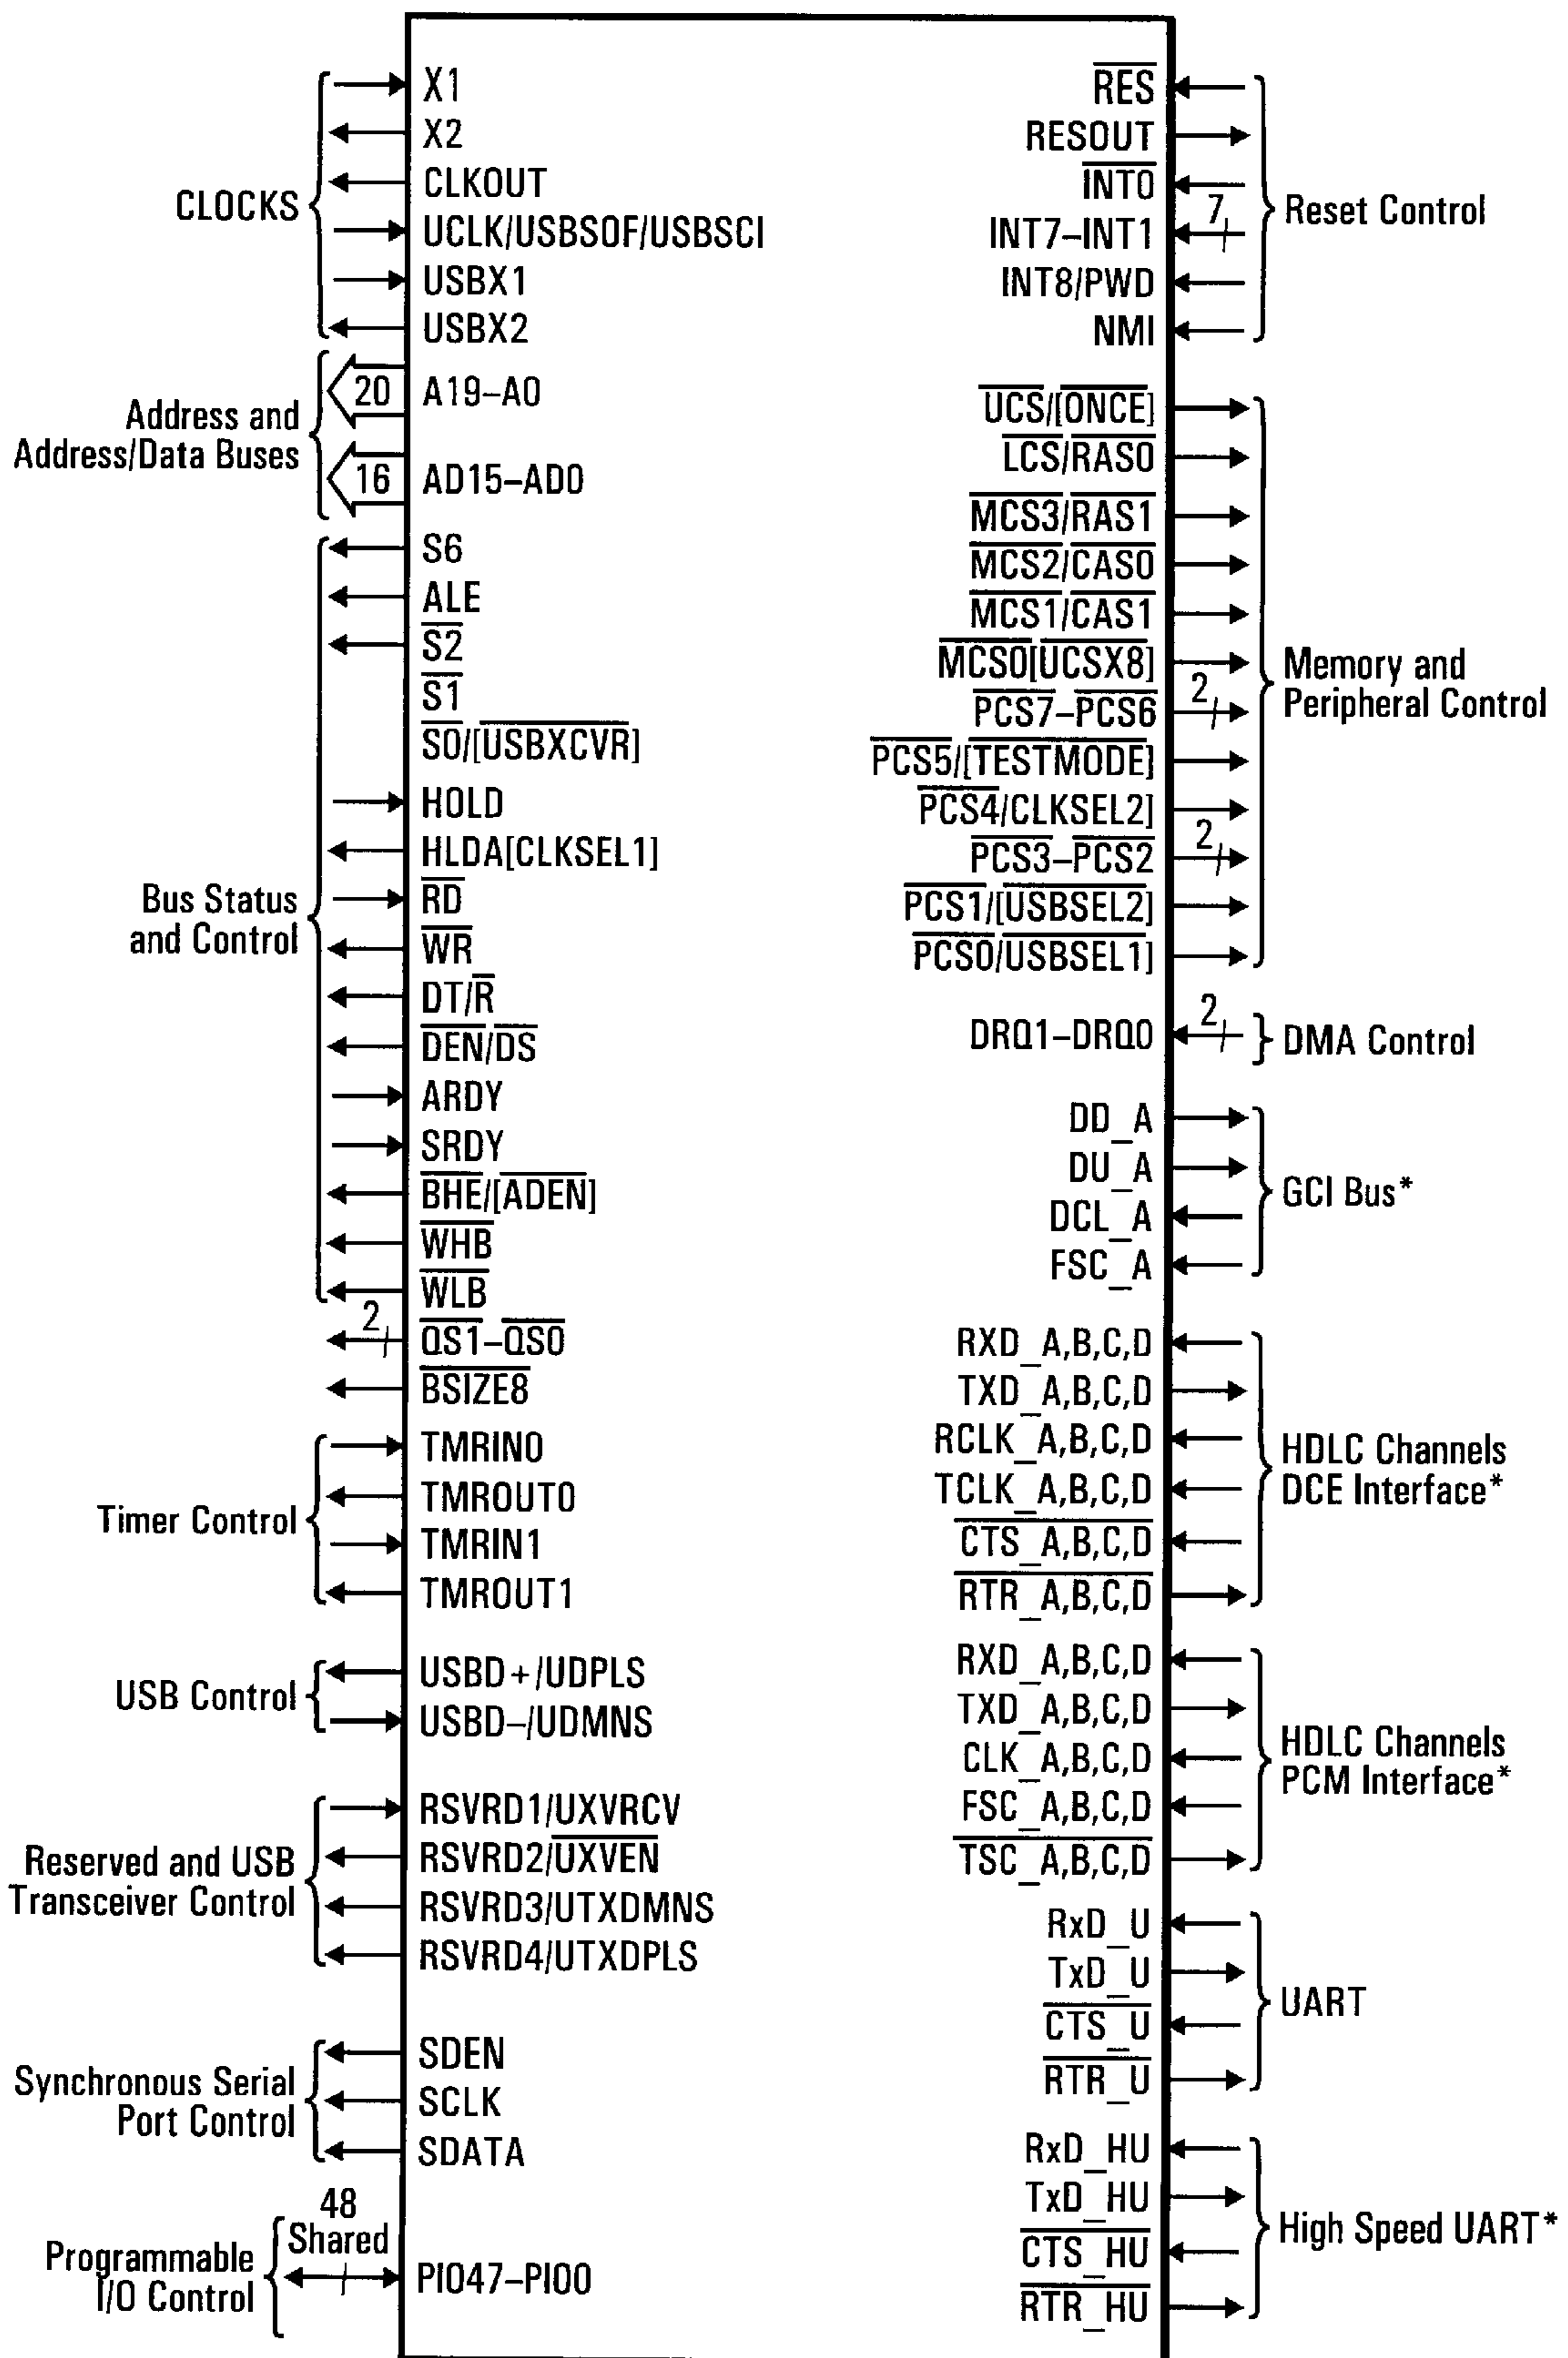 CLOCKS
X1
X2
CLKOUT
UCLK/USBSOF/USBSCI
USBX1
USBX2
Address and
Address/Data Buses
20
A19–A0
16
AD15–AD0
Bus Status
and Control
S6
ALE
S2
S1
S0/[USBXCVR]
HOLD
HLDA[CLKSEL1]
RD
WR
DT/R
DEN/DS
ARDY
SRDY
BHE/[ADEN]
WHB
WLB
2
QS1–QS0
BSIZE8
Timer Control
TMRIN0
TMROUT0
TMRIN1
TMROUT1
USB Control
USBD+/UDPLS
USBD–/UDMNS
Reserved and USB
Transceiver Control
RSVRD1/UXVRCV
RSVRD2/UXVEN
RSVRD3/UTXDMNS
RSVRD4/UTXDPLS
Synchronous Serial
Port Control
SDEN
SCLK
SDATA
Programmable
I/O Control
48
Shared
PIO47–PIO0
RES
RESOUT
INT0
7
INT7–INT1
INT8/PWD
NMI
Reset Control
UCS/[ONCE]
LCS/RAS0
MCS3/RAS1
MCS2/CAS0
MCS1/CAS1
MCS0[UCSX8]
2
PCS7–PCS6
PCS5/[TESTMODE]
PCS4/CLKSEL2]
2
PCS3–PCS2
PCS1/[USBSEL2]
PCS0/USBSEL1]
Memory and
Peripheral Control
2
DRQ1–DRQ0
DMA Control
DD_A
DU_A
DCL_A
FSC_A
GCI Bus*
RXD_A,B,C,D
TXD_A,B,C,D
RCLK_A,B,C,D
TCLK_A,B,C,D
CTS_A,B,C,D
RTR_A,B,C,D
HDLC Channels
DCE Interface*
RXD_A,B,C,D
TXD_A,B,C,D
CLK_A,B,C,D
FSC_A,B,C,D
TSC_A,B,C,D
HDLC Channels
PCM Interface*
RxD_U
TxD_U
CTS_U
RTR_U
UART
RxD_HU
TxD_HU
CTS_HU
RTR_HU
High Speed UART*